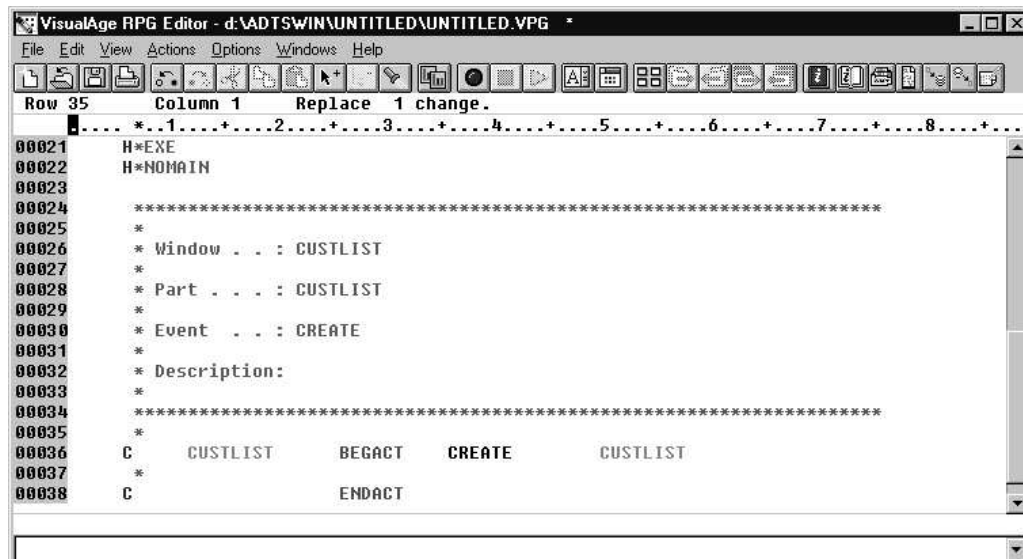 VisualAge RPG Editor - d:\ADTSWIN\UNTITLED\UNTITLED.VPG *
File Edit View Actions Options Windows Help
Row 35 Column 1 Replace 1 change.
..... *..1....+....2....+....3....+....4....+....5....+....6....+....7....+....8....+...
00021 H*EXE
00022 H*NOMAIN
00023
00024 *********************************************************************
00025 *
00026 * Window . . : CUSTLIST
00027 *
00028 * Part . . . : CUSTLIST
00029 *
00030 * Event . . : CREATE
00031 *
00032 * Description:
00033 *
00034 *********************************************************************
00035 *
00036 C CUSTLIST BEGACT CREATE CUSTLIST
00037 *
00038 C ENDACT